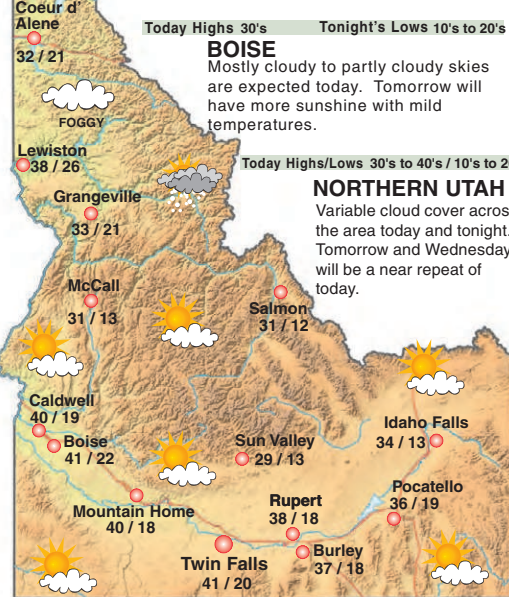 Coeur d'
Alene
32 / 21
Today Highs 30's Tonight's Lows 10's to 20's
BOISE
Mostly cloudy to partly cloudy skies
are expected today. Tomorrow will
have more sunshine with mild
temperatures.
FOGGY
Lewiston
38 / 26
Today Highs/Lows 30's to 40's / 10's to 2
NORTHERN UTAH
Variable cloud cover acros
the area today and tonight.
Tomorrow and Wednesday
will be a near repeat of
today.
Grangeville
33 / 21
McCall
31 / 13
Salmon
31 / 12
Caldwell
40 / 19
Boise
41 / 22
Sun Valley
29 / 13
Idaho Falls
34 / 13
Mountain Home
40 / 18
Rupert
38 / 18
Pocatello
36 / 19
Twin Falls
41 / 20
Burley
37 / 18